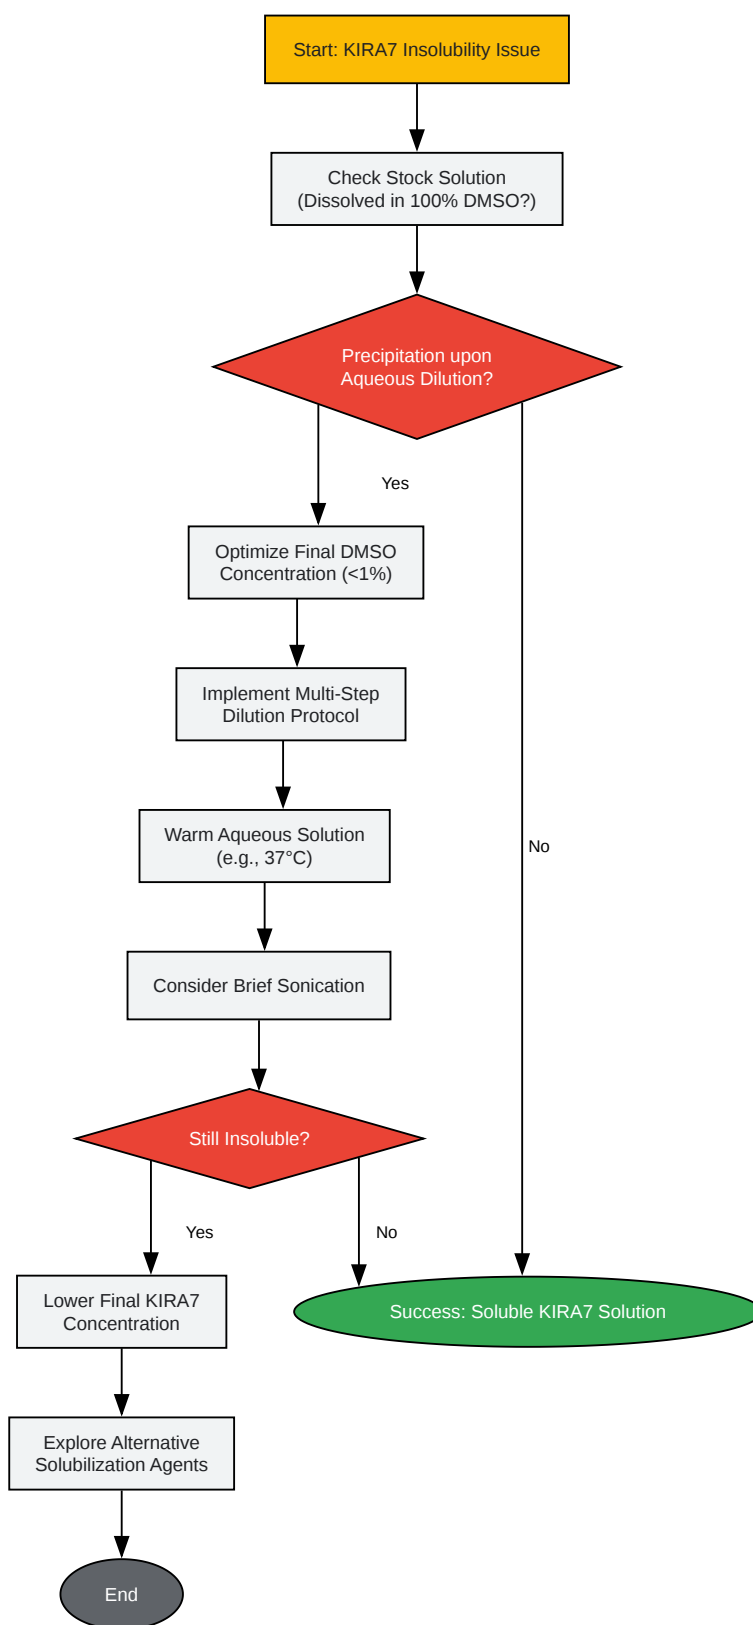 Start: KIRA7 Insolubility Issue
Check Stock Solution
(Dissolved in 100% DMSO?)
Precipitation upon
Aqueous Dilution?
Yes
Optimize Final DMSO
Concentration (<1%)
Implement Multi-Step
Dilution Protocol
Warm Aqueous Solution
(e.g., 37°C)
No
Consider Brief Sonication
Still Insoluble?
Yes
No
Lower Final KIRA7
Concentration
Success: Soluble KIRA7 Solution
Explore Alternative
Solubilization Agents
End